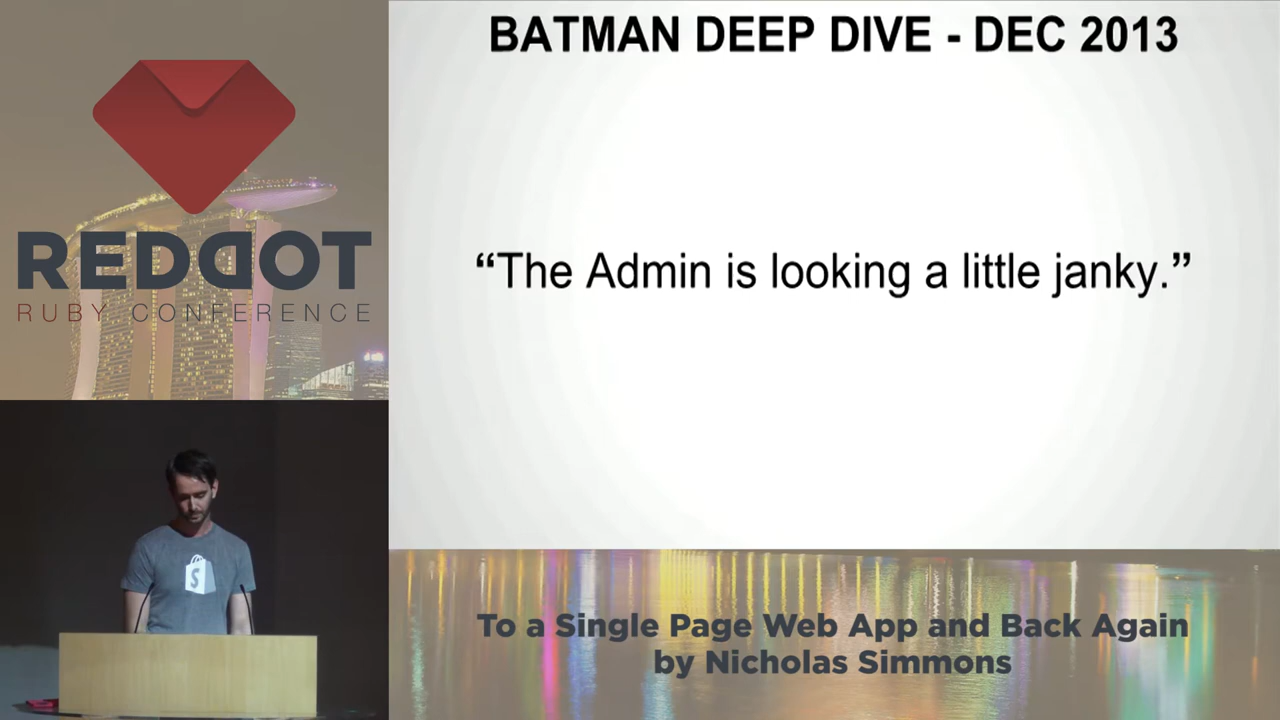 BATMAN DEEP DIVE - DEC 2013
“The Admin is looking a little janky.”
REDDOT
RUBY CONFERENCE
S
To a Single Page Web App and Back Again
by Nicholas Simmons